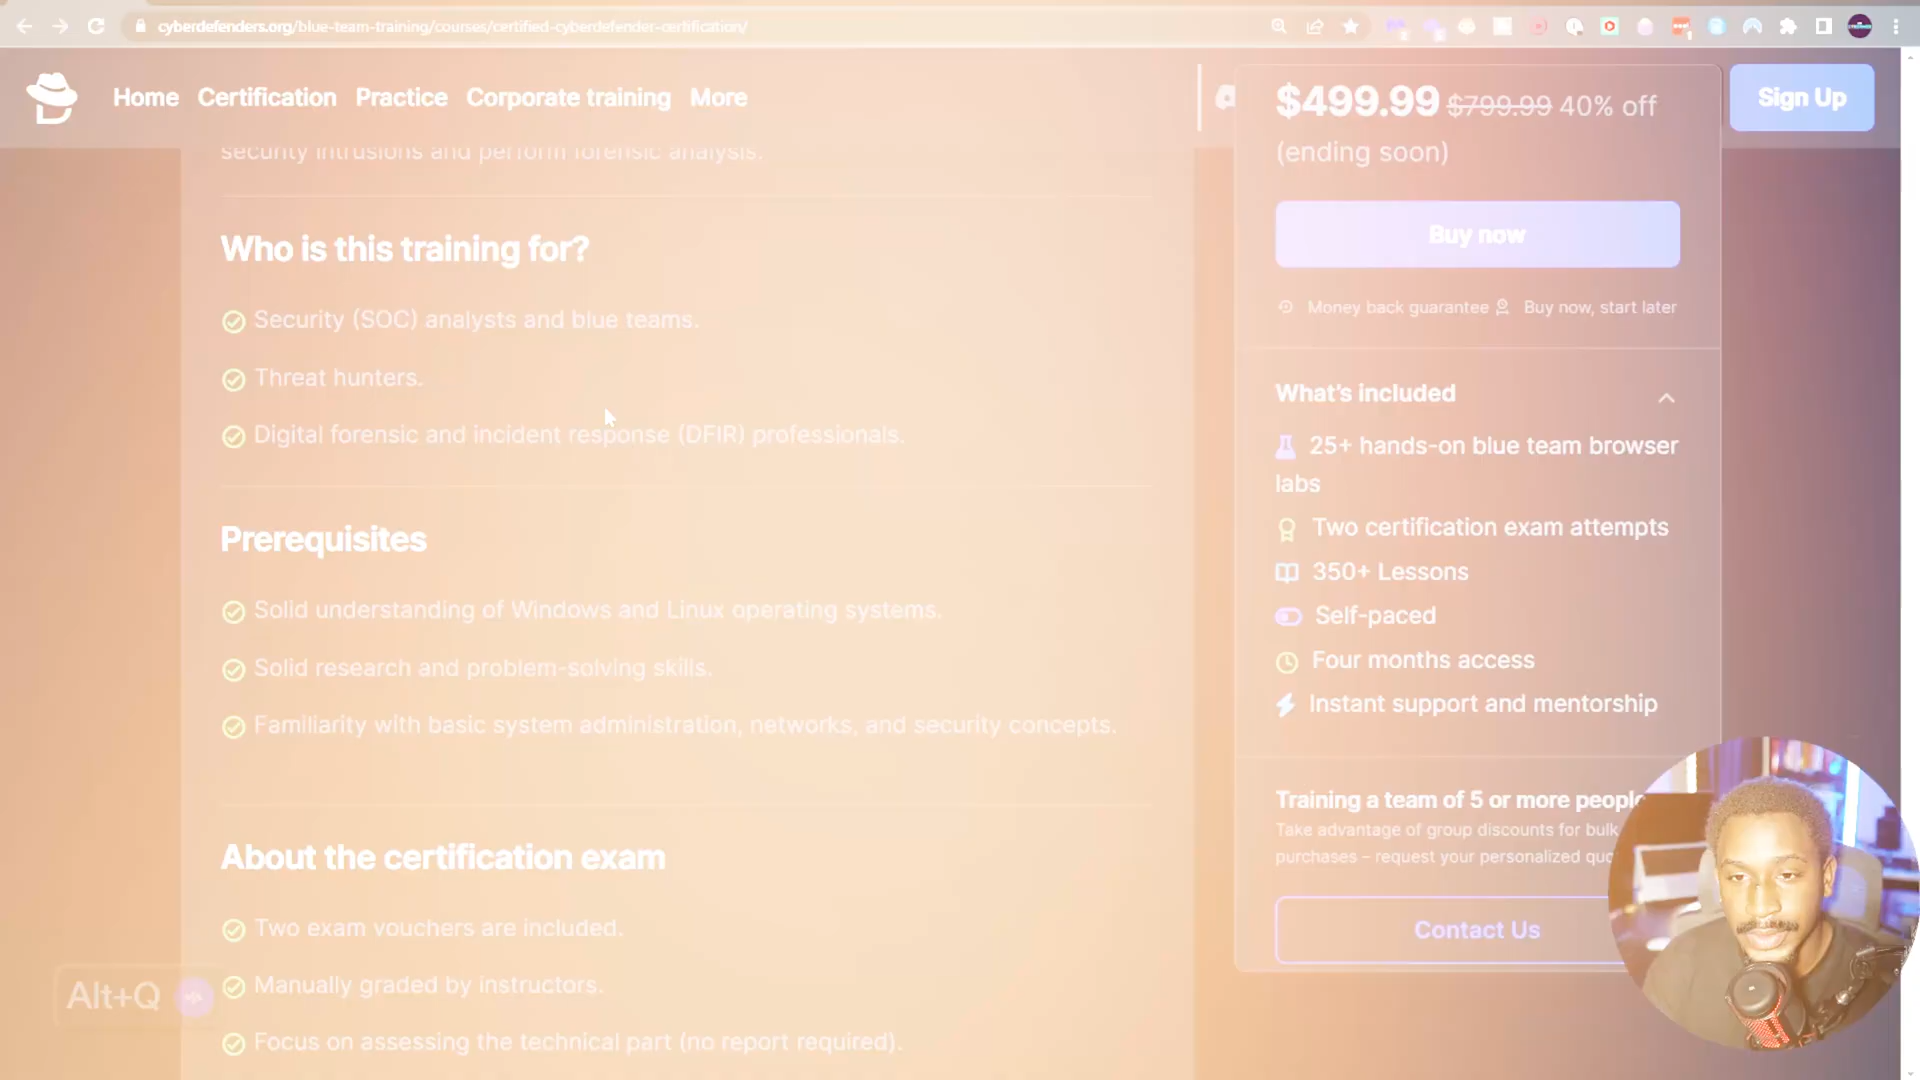 cyberdefenders.org/blue-team-training/courses/certified-cyberdefender-certification/
Home Certification Practice Corporate training More
Sign Up
security intrusions and perform forensic analysis.
Who is this training for?
Security (SOC) analysts and blue teams.
Threat hunters.
Digital forensic and incident response (DFIR) professionals.
Prerequisites
Solid understanding of Windows and Linux operating systems.
Solid research and problem-solving skills.
Familiarity with basic system administration, networks, and security concepts.
About the certification exam
Two exam vouchers are included.
Manually graded by instructors.
Focus on assessing the technical part (no report required).
Alt+Q
$499.99 $799.99 40% off
(ending soon)
Buy now
Money back guarantee Buy now, start later
What's included
25+ hands-on blue team browser
labs
Two certification exam attempts
350+ Lessons
Self-paced
Four months access
Instant support and mentorship
Training a team of 5 or more people
Take advantage of group discounts for bulk
purchases – request your personalized
Contact Us